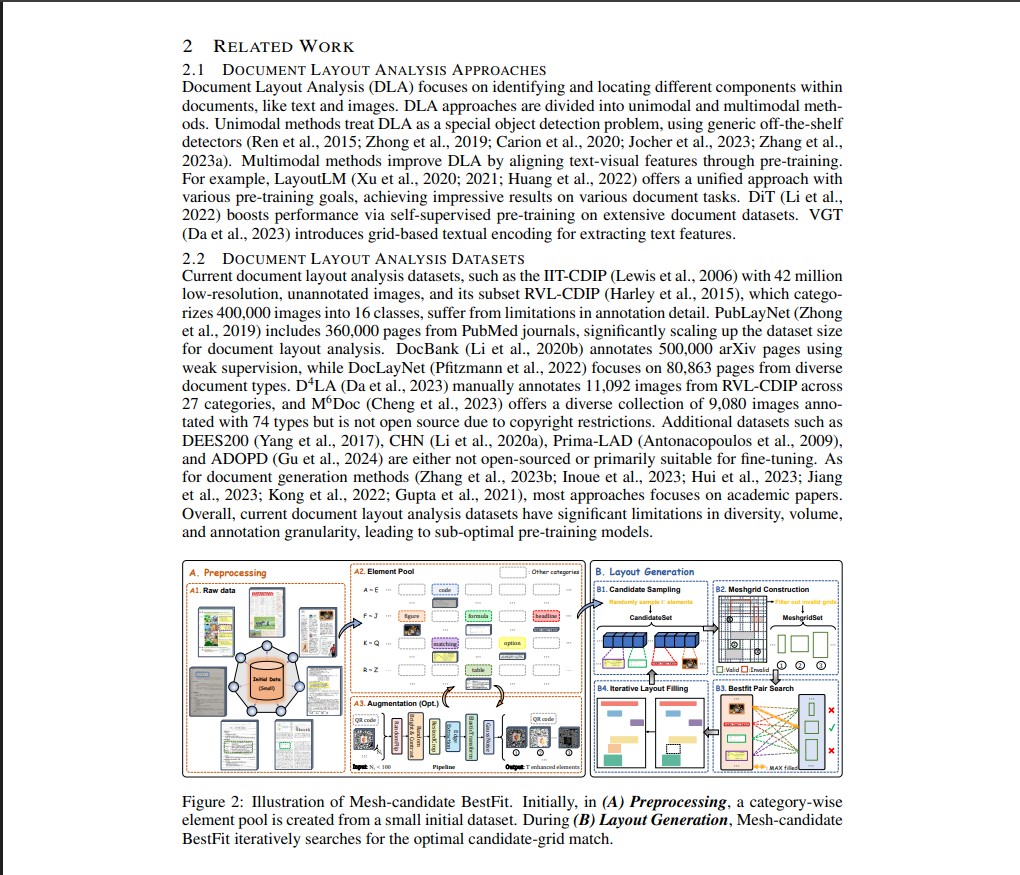 2 RELATED WORK
2.1 DOCUMENT LAYOUT ANALYSIS APPROACHES
Document Layout Analysis (DLA) focuses on identifying and locating different components within
documents, like text and images. DLA approaches are divided into unimodal and multimodal meth-
ods. Unimodal methods treat DLA as a special object detection problem, using generic off-the-shelf
detectors (Ren et al., 2015; Zhong et al., 2019; Carion et al., 2020; Jocher et al., 2023; Zhang et al.,
2023a). Multimodal methods improve DLA by aligning text-visual features through pre-training.
For example, LayoutLM (Xu et al., 2020; 2021; Huang et al., 2022) offers a unified approach with
various pre-training goals, achieving impressive results on various document tasks. DiT (Li et al.,
2022) boosts performance via self-supervised pre-training on extensive document datasets. VGT
(Da et al., 2023) introduces grid-based textual encoding for extracting text features.
2.2 DOCUMENT LAYOUT ANALYSIS DATASETS
Current document layout analysis datasets, such as the IIT-CDIP (Lewis et al., 2006) with 42 million
low-resolution, unannotated images, and its subset RVL-CDIP (Harley et al., 2015), which catego-
rizes 400,000 images into 16 classes, suffer from limitations in annotation detail. PubLayNet (Zhong
et al., 2019) includes 360,000 pages from PubMed journals, significantly scaling up the dataset size
for document layout analysis. DocBank (Li et al., 2020b) annotates 500,000 arXiv pages using
weak supervision, while DocLayNet (Pfitzmann et al., 2022) focuses on 80,863 pages from diverse
document types. D⁴LA (Da et al., 2023) manually annotates 11,092 images from RVL-CDIP across
27 categories, and M⁶Doc (Cheng et al., 2023) offers a diverse collection of 9,080 images anno-
tated with 74 types but is not open source due to copyright restrictions. Additional datasets such as
DEES200 (Yang et al., 2017), CHN (Li et al., 2020a), Prima-LAD (Antonacopoulos et al., 2009),
and ADOPD (Gu et al., 2024) are either not open-sourced or primarily suitable for fine-tuning. As
for document generation methods (Zhang et al., 2023b; Inoue et al., 2023; Hui et al., 2023; Jiang
et al., 2023; Kong et al., 2022; Gupta et al., 2021), most approaches focuses on academic papers.
Overall, current document layout analysis datasets have significant limitations in diversity, volume,
and annotation granularity, leading to sub-optimal pre-training models.
A. Preprocessing
A1. Raw data
Initial Data
(Small)
A2. Element Pool
: Other categories
A ~ E ... code ...
F ~ J ... figure formula headline ...
K ~ Q ... matching option ...
R ~ Z ... table ...
A3. Augmentation (Opt.)
QR code
QR code
Input: N, < 100
Pipeline
Output: T enhanced elements
B. Layout Generation
B1. Candidate Sampling
Randomly sample elements
CandidateSet
B2. Meshgrid Construction
Filter out invalid grids
MeshgridSet
:Valid :Invalid
B4. Iterative Layout Filling
B3. Bestfit Pair Search
: MAX filled
Figure 2: Illustration of Mesh-candidate BestFit. Initially, in (A) Preprocessing, a category-wise
element pool is created from a small initial dataset. During (B) Layout Generation, Mesh-candidate
BestFit iteratively searches for the optimal candidate-grid match.